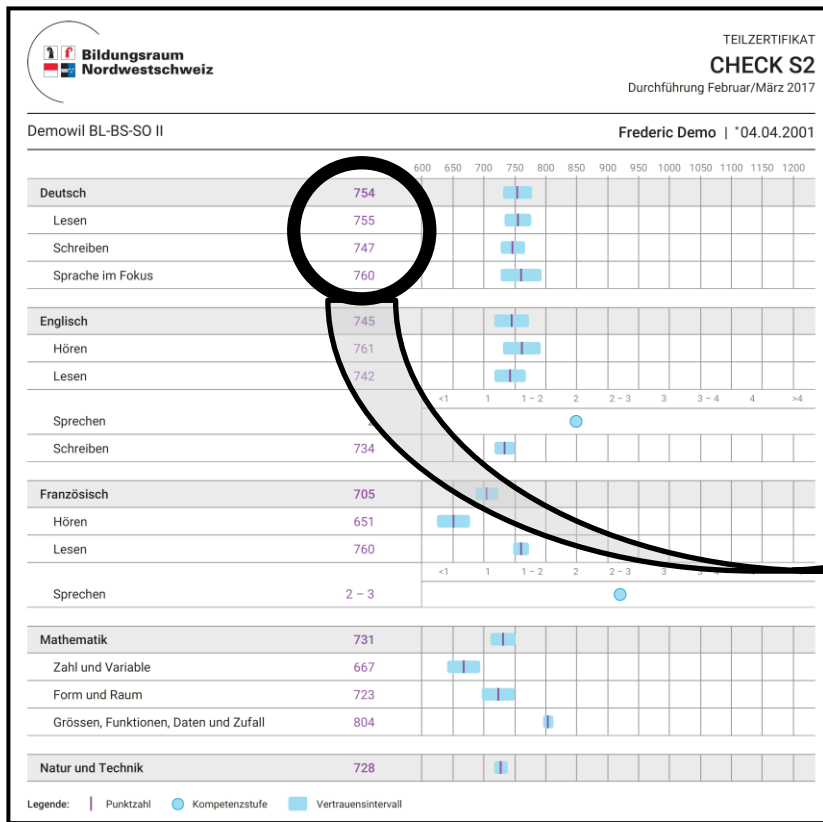 Bildungsraum
Nordwestschweiz
TEILZERTIFIKAT
CHECK S2
Durchführung Februar/März 2017
Demowil BL-BS-SO II
Frederic Demo | *04.04.2001
600 650 700 750 800 850 900 950 1000 1050 1100 1150 1200
Deutsch 754
Lesen 755
Schreiben 747
Sprache im Fokus 760
Englisch 745
Hören 761
Lesen 742
<1 1 1 – 2 2 2 – 3 3 3 – 4 4 >4
Sprechen
Schreiben 734
Französisch 705
Hören 651
Lesen 760
<1 1 1 – 2 2 2 – 3 3
Sprechen 2 – 3
Mathematik 731
Zahl und Variable 667
Form und Raum 723
Grössen, Funktionen, Daten und Zufall 804
Natur und Technik 728
Legende: Punktzahl Kompetenzstufe Vertrauensintervall